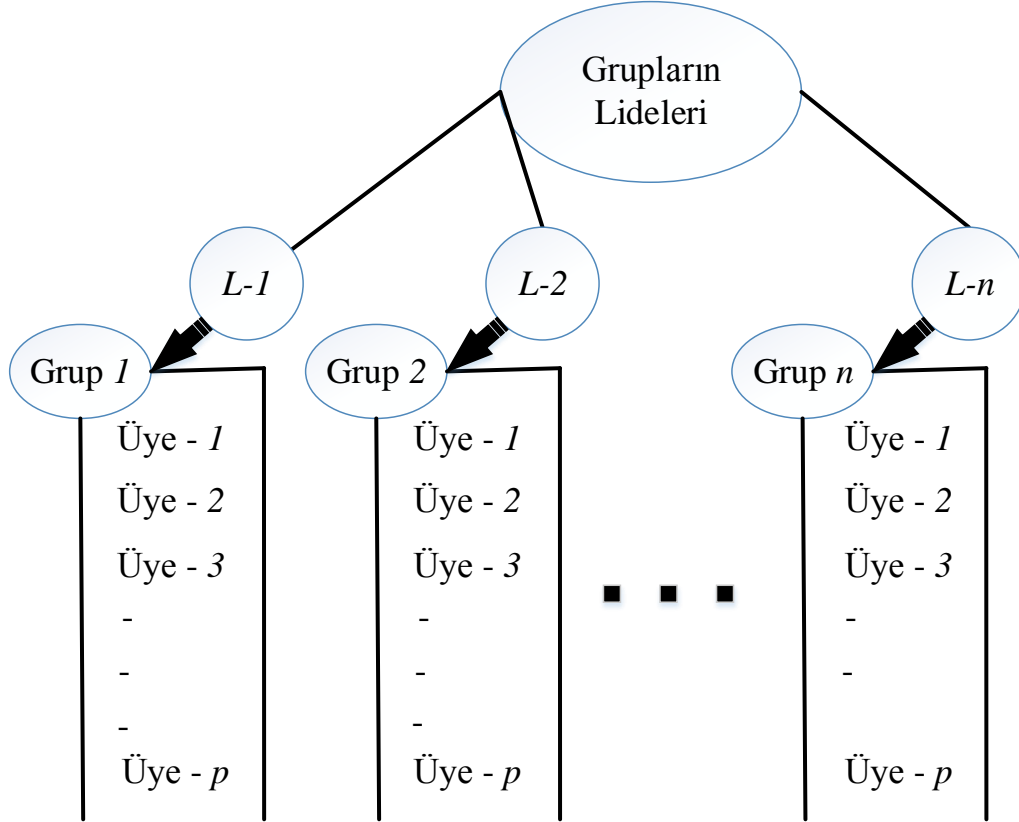 Grupların
Lideleri
L-1
L-2
L-n
Grup 1
Grup 2
Grup n
Üye - 1
Üye - 2
Üye - 3
-
-
-
Üye - p
Üye - 1
Üye - 2
Üye - 3
-
-
-
Üye - p
Üye - 1
Üye - 2
Üye - 3
-
-
Üye - p